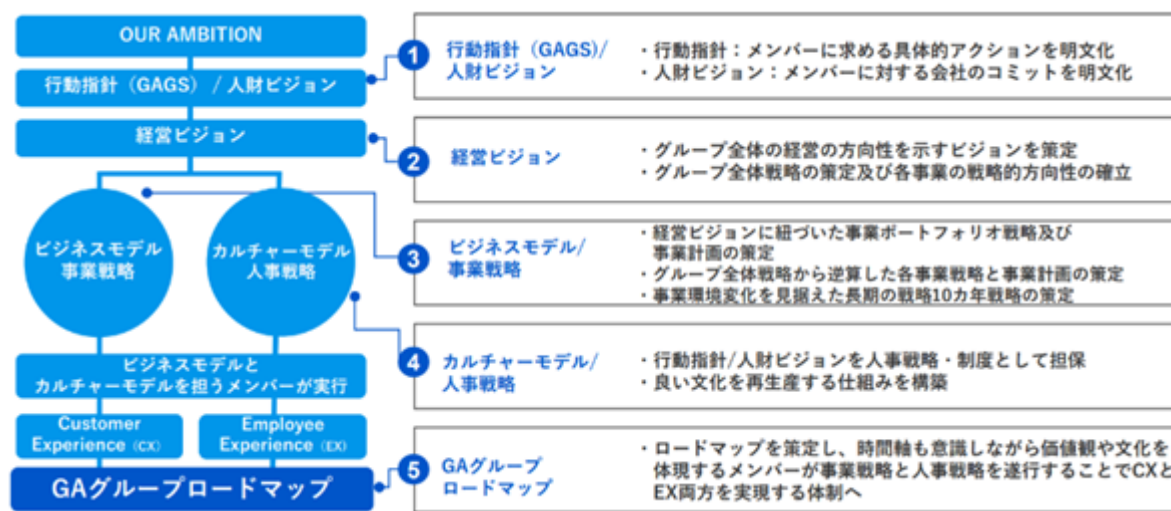 OUR AMBITION
行動指針（GAGS）/ 人財ビジョン
経営ビジョン
ビジネスモデル
事業戦略
カルチャーモデル
人事戦略
ビジネスモデルと
カルチャーモデルを担うメンバーが実行
Customer
Experience（CX）
Employee
Experience（EX）
GAグループロードマップ
1
行動指針（GAGS)/
人財ビジョン
・行動指針：メンバーに求める具体的アクションを明文化
・人財ビジョン：メンバーに対する会社のコミットを明文化
2
経営ビジョン
・グループ全体の経営の方向性を示すビジョンを策定
・グループ全体戦略の策定及び各事業の戦略的方向性の確立
3
ビジネスモデル/
事業戦略
・経営ビジョンに紐づいた事業ポートフォリオ戦略及び
事業計画の策定
・グループ全体戦略から逆算した各事業戦略と事業計画の策定
・事業環境変化を見据えた長期の戦略10カ年戦略の策定
4
カルチャーモデル/
人事戦略
・行動指針/人財ビジョンを人事戦略・制度として担保
・良い文化を再生産する仕組みを構築
5
GAグループ
ロードマップ
・ロードマップを策定し、時間軸も意識しながら価値観や文化を
体現するメンバーが事業戦略と人事戦略を遂行することでCXと
EX両方を実現する体制へ